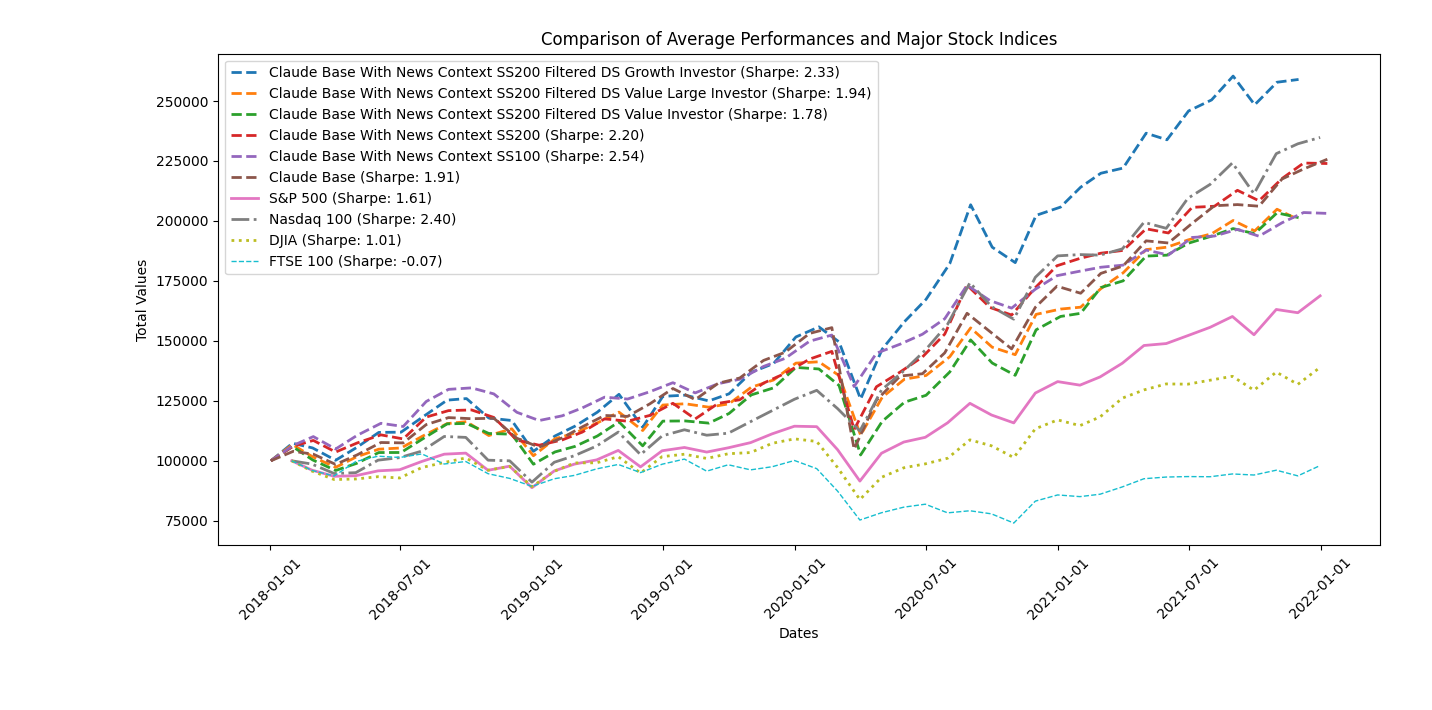 Comparison of Average Performances and Major Stock Indices
Claude Base With News Context SS200 Filtered DS Growth Investor (Sharpe: 2.33)
Claude Base With News Context SS200 Filtered DS Value Large Investor (Sharpe: 1.94)
Claude Base With News Context SS200 Filtered DS Value Investor (Sharpe: 1.78)
Claude Base With News Context SS200 (Sharpe: 2.20)
Claude Base With News Context SS100 (Sharpe: 2.54)
Claude Base (Sharpe: 1.91)
S&P 500 (Sharpe: 1.61)
Nasdaq 100 (Sharpe: 2.40)
DJIA (Sharpe: 1.01)
FTSE 100 (Sharpe: -0.07)
Total Values
250000
225000
200000
175000
150000
125000
100000
75000
2018-01-01
2018-07-01
2019-01-01
2019-07-01
2020-01-01
2020-07-01
2021-01-01
2021-07-01
2022-01-01
Dates